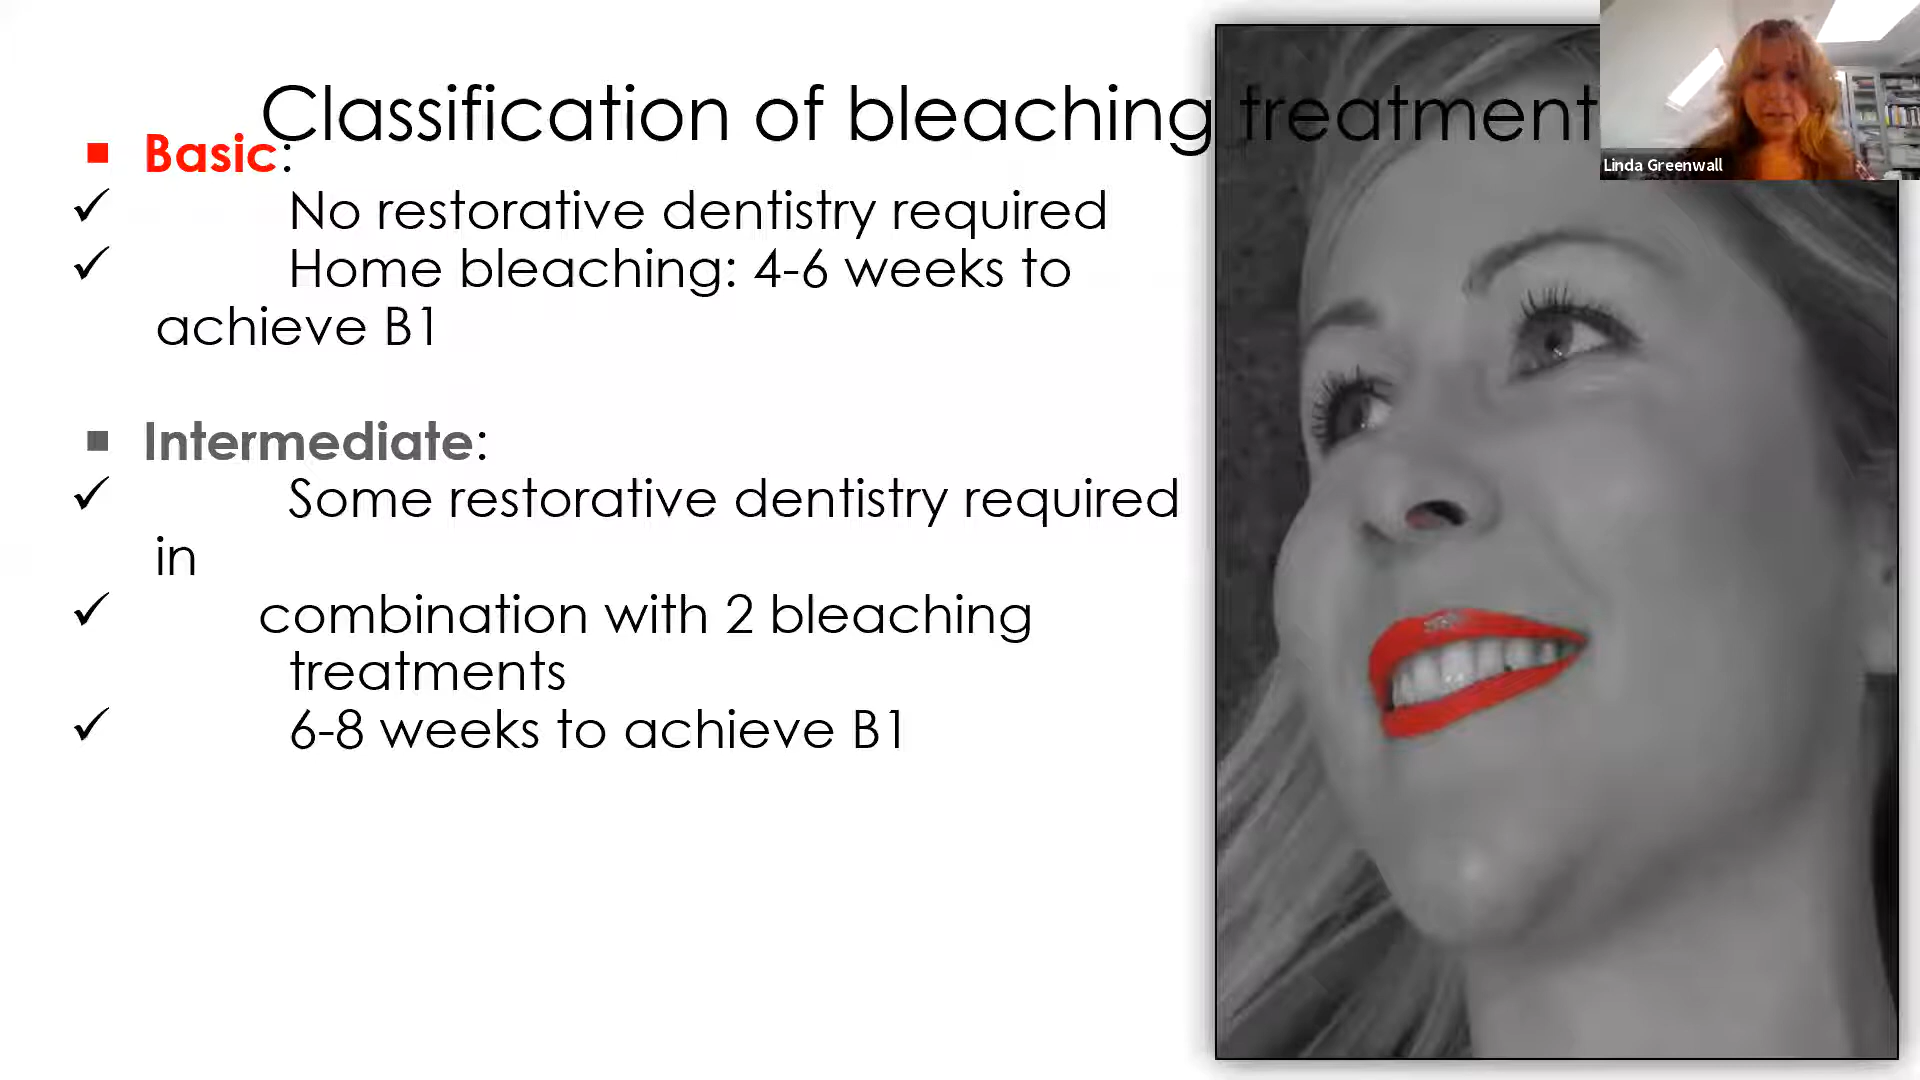 Classification of bleaching treatment
Linda Greenwall
■ Basic:
✓ No restorative dentistry required
✓ Home bleaching: 4-6 weeks to
achieve B1
■ Intermediate:
✓ Some restorative dentistry required
in
✓ combination with 2 bleaching
treatments
✓ 6-8 weeks to achieve B1